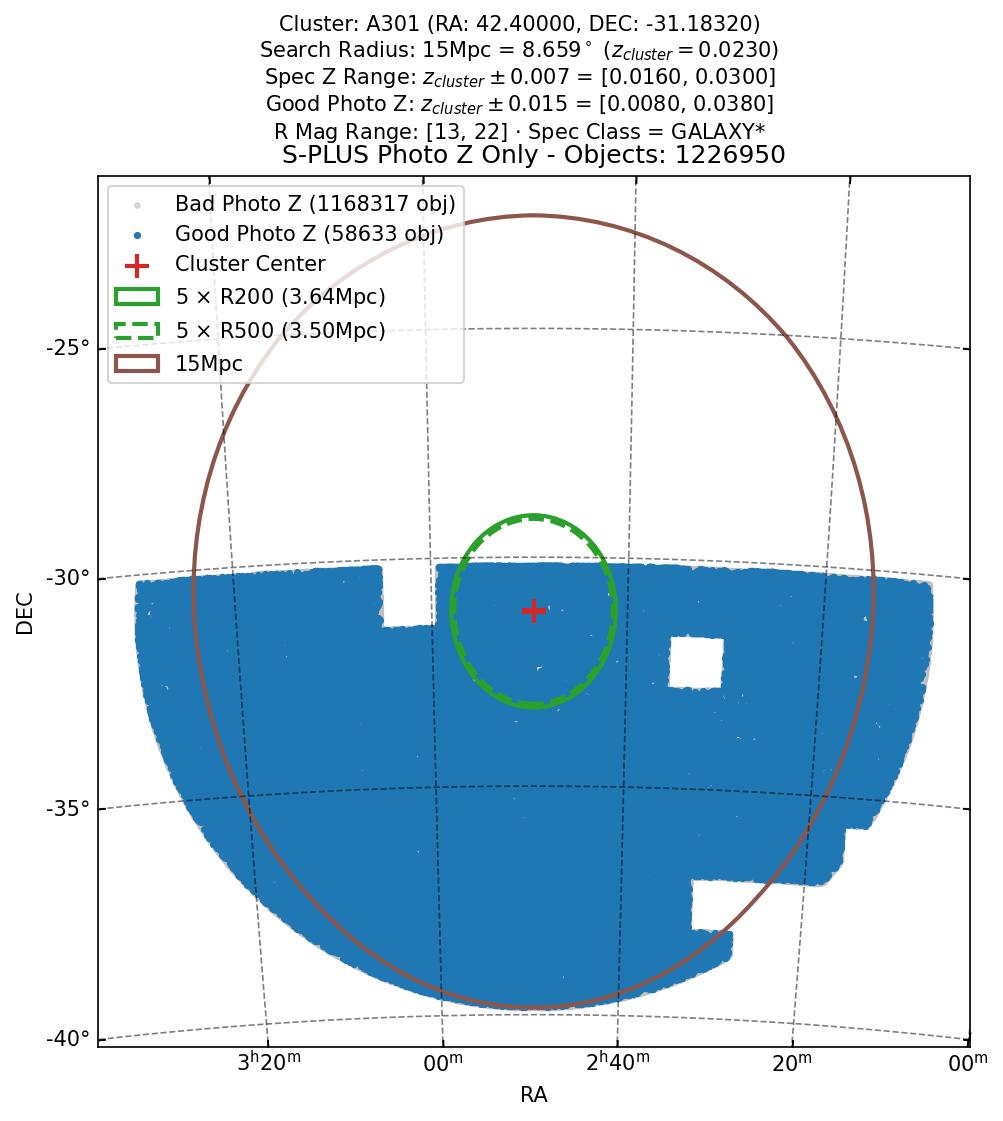 Cluster: A301 (RA: 42.40000, DEC: -31.18320)
Search Radius: 15Mpc = 8.659° (z_cluster = 0.0230)
Spec Z Range: z_cluster ± 0.007 = [0.0160, 0.0300]
Good Photo Z: z_cluster ± 0.015 = [0.0080, 0.0380]
R Mag Range: [13, 22] · Spec Class = GALAXY*
S-PLUS Photo Z Only - Objects: 1226950
Bad Photo Z (1168317 obj)
Good Photo Z (58633 obj)
Cluster Center
5 × R200 (3.64Mpc)
5 × R500 (3.50Mpc)
15Mpc
-25°
-30°
-35°
-40°
DEC
3h20m
00m
2h40m
20m
00m
RA